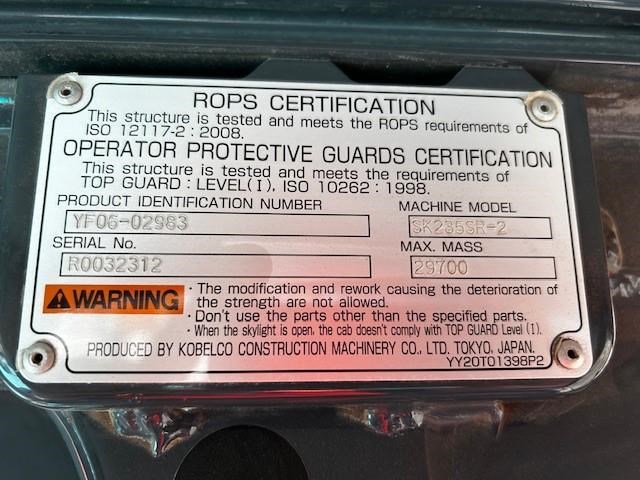 ROPS CERTIFICATION
This structure is tested and meets the ROPS requirements of
ISO 12117-2 : 2008.
OPERATOR PROTECTIVE GUARDS CERTIFICATION
This structure is tested and meets the requirements of
TOP GUARD : LEVEL(I), ISO 10262 : 1998.
PRODUCT IDENTIFICATION NUMBER
YF06-02983
MACHINE MODEL
SK235SR-2
SERIAL No.
R0032312
MAX. MASS
29700
WARNING
· The modification and rework causing the deterioration of
the strength are not allowed.
· Don't use the parts other than the specified parts.
· When the skylight is open, the cab doesn't comply with TOP GUARD Level (I).
PRODUCED BY KOBELCO CONSTRUCTION MACHINERY CO., LTD. TOKYO, JAPAN.
YY20T01398P2